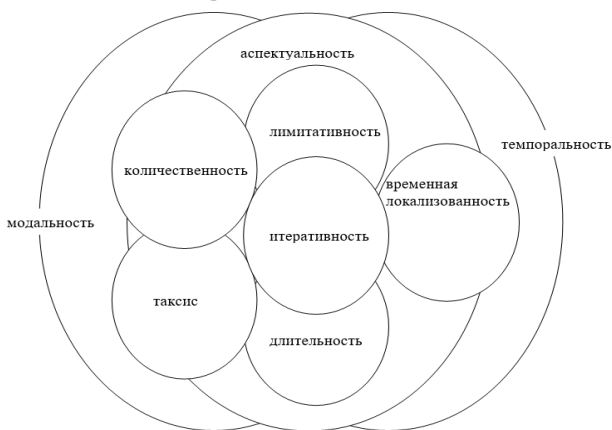 аспектуальность
лимитативность
темпоральность
количественность
временная
локализованность
модальность
итеративность
таксис
длительность